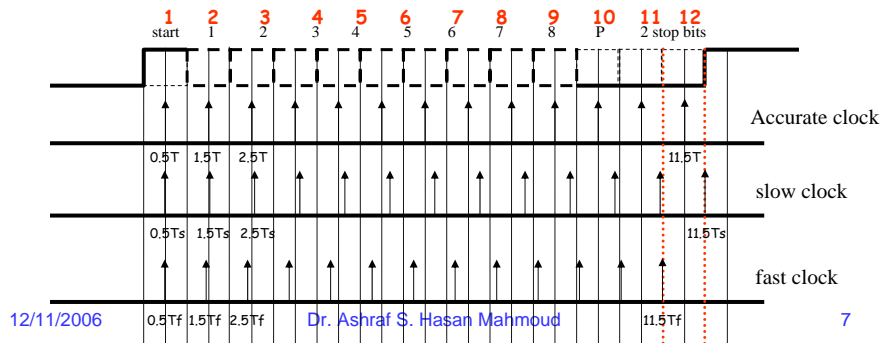 1 2 3 4 5 6 7 8 9 10 11 12
start 1 2 3 4 5 6 7 8 P 2 stop bits
Accurate clock
0.5T 1.5T 2.5T 11.5T
slow clock
0.5Ts 1.5Ts 2.5Ts 11.5Ts
fast clock
0.5Tf 1.5Tf 2.5Tf 11.5Tf
12/11/2006 Dr. Ashraf S. Hasan Mahmoud 7